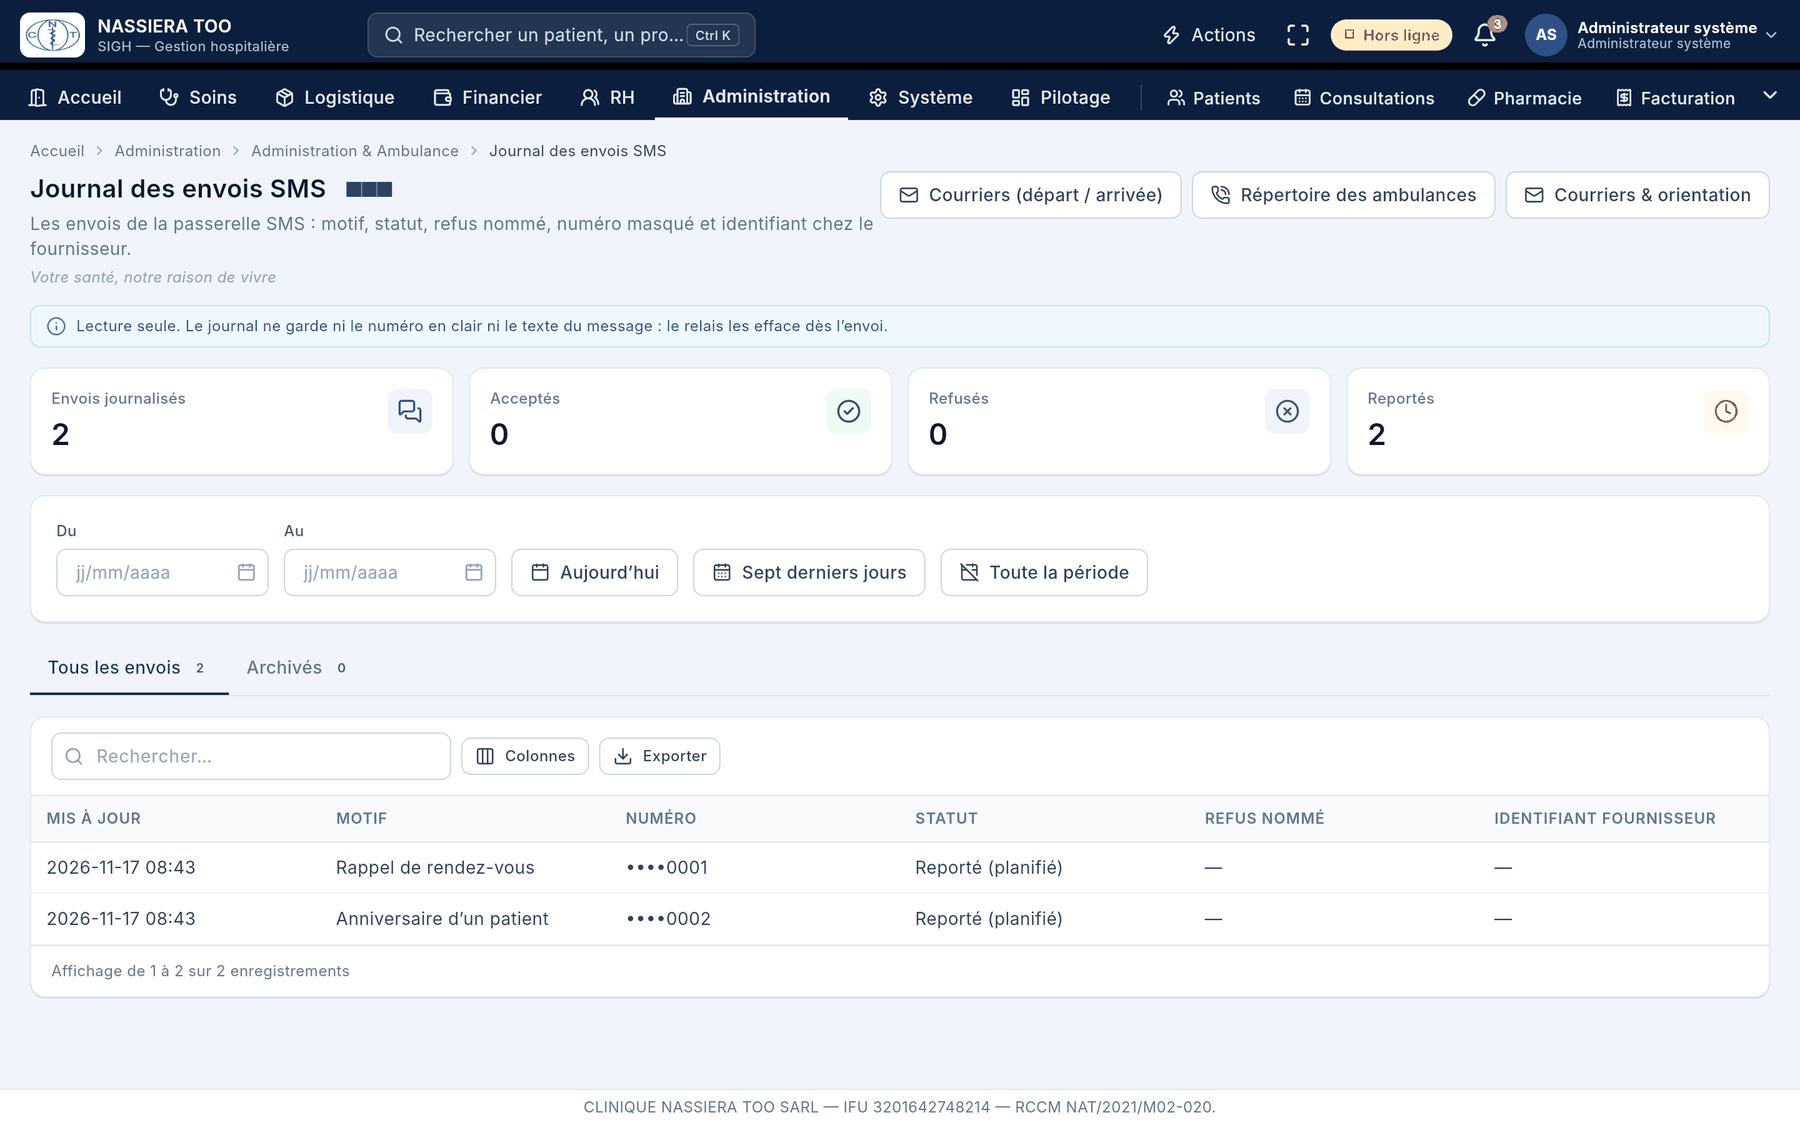 NASSIERA TOO
SIGH — Gestion hospitalière
Rechercher un patient, un pro... Ctrl K
Actions
Hors ligne
3
AS
Administrateur système
Administrateur système
Accueil Soins Logistique Financier RH Administration Système Pilotage Patients Consultations Pharmacie Facturation
Accueil > Administration > Administration & Ambulance > Journal des envois SMS
Journal des envois SMS
Courriers (départ / arrivée) Répertoire des ambulances Courriers & orientation
Les envois de la passerelle SMS : motif, statut, refus nommé, numéro masqué et identifiant chez le
fournisseur.
Votre santé, notre raison de vivre
Lecture seule. Le journal ne garde ni le numéro en clair ni le texte du message : le relais les efface dès l’envoi.
Envois journalisés
2
Acceptés
0
Refusés
0
Reportés
2
Du Au
jj/mm/aaaa jj/mm/aaaa Aujourd’hui Sept derniers jours Toute la période
Tous les envois 2 Archivés 0
Rechercher... Colonnes Exporter
MIS À JOUR MOTIF NUMÉRO STATUT REFUS NOMMÉ IDENTIFIANT FOURNISSEUR
2026-11-17 08:43 Rappel de rendez-vous ••••0001 Reporté (planifié) — —
2026-11-17 08:43 Anniversaire d’un patient ••••0002 Reporté (planifié) — —
Affichage de 1 à 2 sur 2 enregistrements
CLINIQUE NASSIERA TOO SARL — IFU 3201642748214 — RCCM NAT/2021/M02-020.